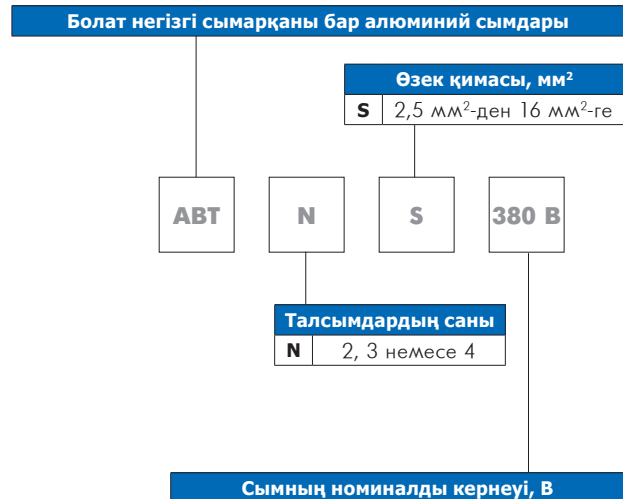 Болат негізгі сымарқаны бар алюминий сымдары
Өзек қимасы, мм²
S 2,5 мм²-ден 16 мм²-ге
АВТ N S 380 В
Талсымдардың саны
N 2, 3 немесе 4
Сымның номиналды кернеуі, В